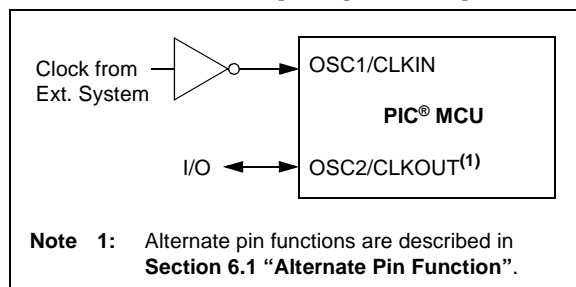 Clock from
Ext. System
OSC1/CLKIN
PIC® MCU
I/O
OSC2/CLKOUT(1)
Note 1: Alternate pin functions are described in
Section 6.1 “Alternate Pin Function”.